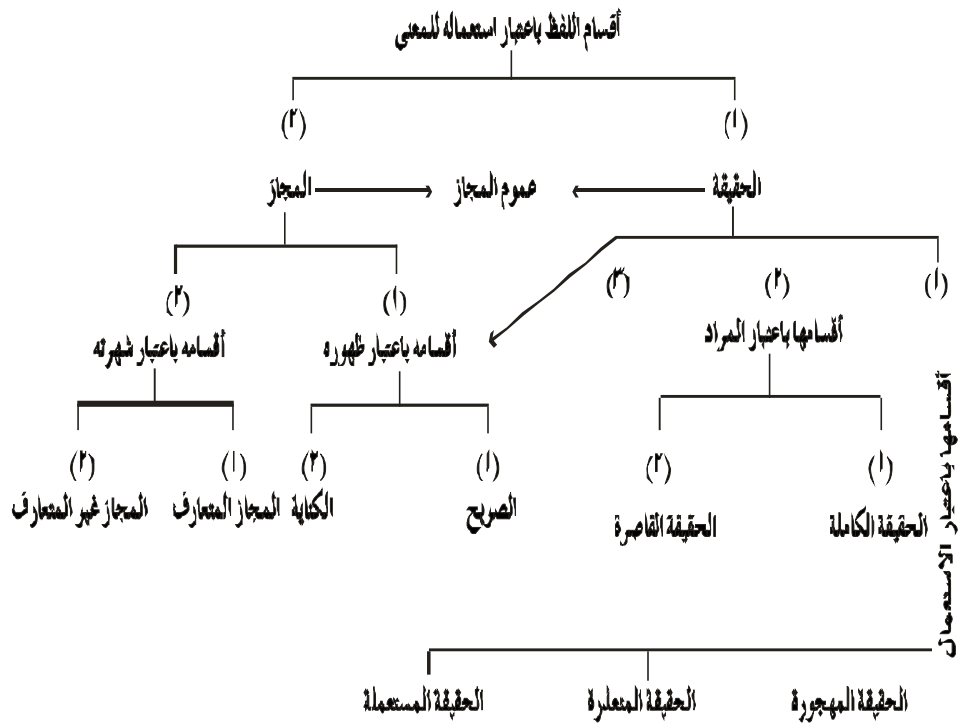 أقسام اللفظ باعتبار استعماله للمعنى
(١) (٢)
الحقيقة عموم المجاز المجاز
(١) (٢) (٣) (١) (٢)
أقسامها باعتبار الاستعمال
أقسامها باعتبار المراد
أقسامه باعتبار ظهوره
أقسامه باعتبار شهرته
(١) (٢) (١) (٢) (١) (٢)
الحقيقة الكاملة الحقيقة القاصرة الصريح الكناية المجاز المتعارف المجاز غير المتعارف
الحقيقة المهجورة الحقيقة المتعذرة الحقيقة المستعملة